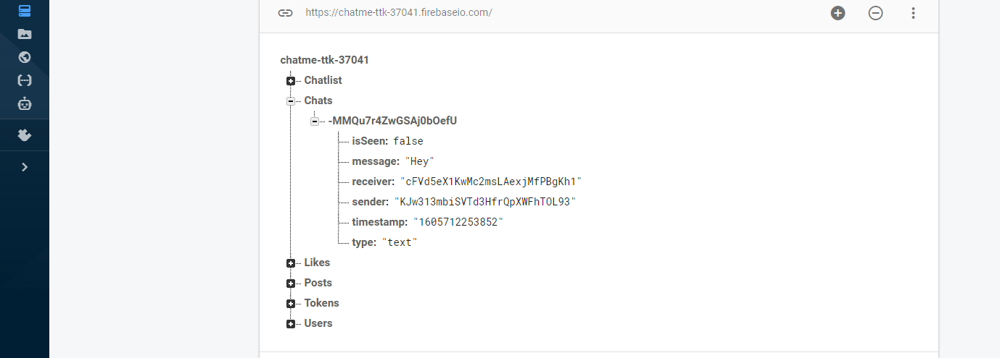 https://chatme-ttk-37041.firebaseio.com/
chatme-ttk-37041
Chatlist
Chats
-MMQu7r4ZwGSAj0bOefU
isSeen: false
message: "Hey"
receiver: "cFVd5eX1KwMc2msLAexjMfPBgKh1"
sender: "KJw313mbiSVTd3HfrQpXWFhTOL93"
timestamp: "1605712253852"
type: "text"
Likes
Posts
Tokens
Users